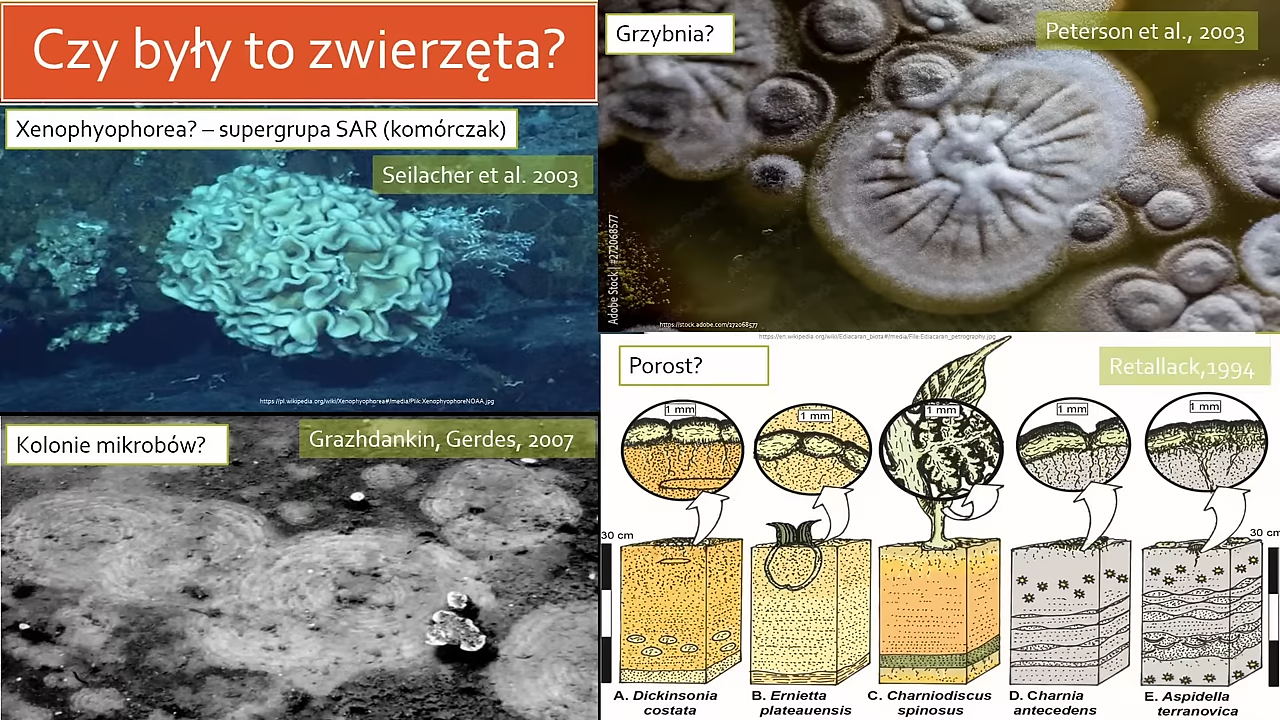 Czy były to zwierzęta?
Xenophyophorea? – supergrupa SAR (komórczak)
Seilacher et al. 2003
https://pl.wikipedia.org/wiki/Xenophyophorea#/media/Plik:XenophyophoreNOAA.jpg
Grzybnia?
Peterson et al., 2003
Adobe Stock | #272068577
https://stock.adobe.com/272068577
Kolonie mikrobów?
Grazhdankin, Gerdes, 2007
https://en.wikipedia.org/wiki/Ediacaran_biota#/media/File:Ediacaran_petrography.jpg
Porost?
Retallack,1994
1 mm
1 mm
1 mm
1 mm
1 mm
30 cm
30 cm
A. Dickinsonia
costata
B. Ernietta
plateauensis
C. Charniodiscus
spinosus
D. Charnia
antecedens
E. Aspidella
terranovica